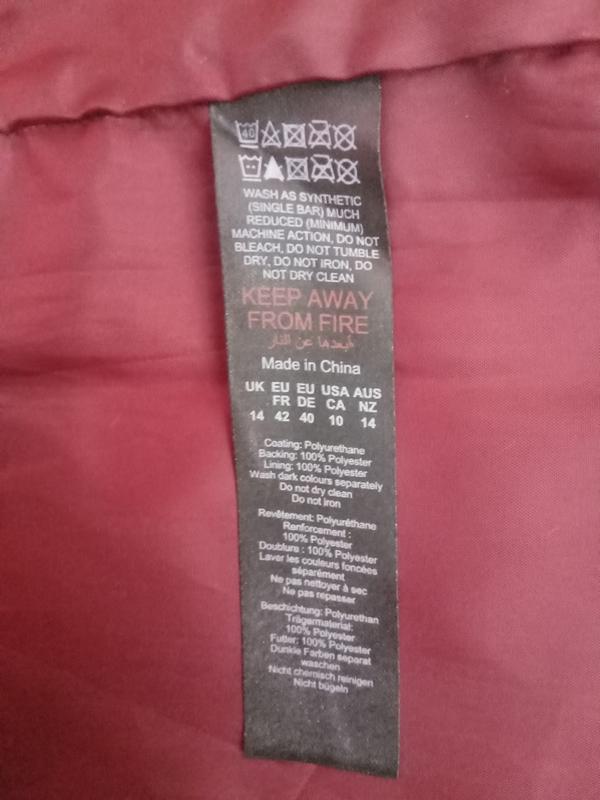 40
WASH AS SYNTHETIC
(SINGLE BAR) MUCH
REDUCED (MINIMUM)
MACHINE ACTION, DO NOT
BLEACH, DO NOT TUMBLE
DRY, DO NOT IRON, DO
NOT DRY CLEAN
KEEP AWAY
FROM FIRE
أبعدها عن النار
Made in China
UK EU EU USA AUS
FR DE CA NZ
14 42 40 10 14
Coating: Polyurethane
Backing: 100% Polyester
Lining: 100% Polyester
Wash dark colours separately
Do not dry clean
Do not iron
Revêtement: Polyuréthane
Renforcement :
100% Polyester
Doublura : 100% Polyester
Laver les couleurs foncées
séparément
Ne pas nettoyer à sec
Ne pas repasser
Beschichtung: Polyurethan
Trägermaterial:
100% Polyester
Futter: 100% Polyester
Dunkle Farben separat
waschen
Nicht chemisch reinigen
Nicht bügeln